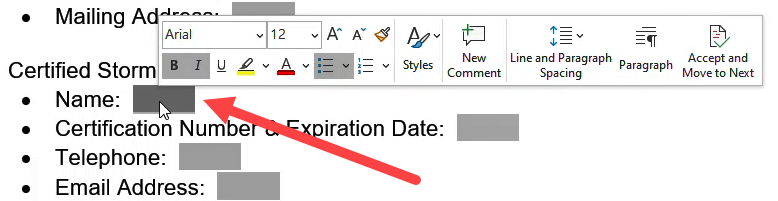 • Mailing Address:
Arial 12 A A
B I U A Styles New Comment Line and Paragraph Spacing Paragraph Accept and Move to Next
Certified Storm
• Name:
• Certification Number & Expiration Date:
• Telephone:
• Email Address: